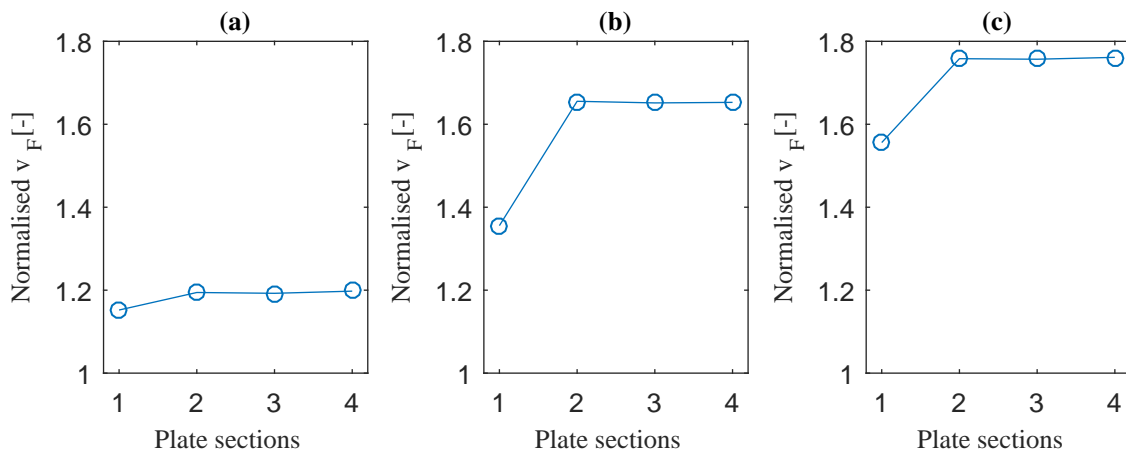 (a)
Normalised v F[-]
1.8
1.6
1.4
1.2
1
1 2 3 4
Plate sections
(b)
Normalised v F[-]
1.8
1.6
1.4
1.2
1
1 2 3 4
Plate sections
(c)
Normalised v F[-]
1.8
1.6
1.4
1.2
1
1 2 3 4
Plate sections